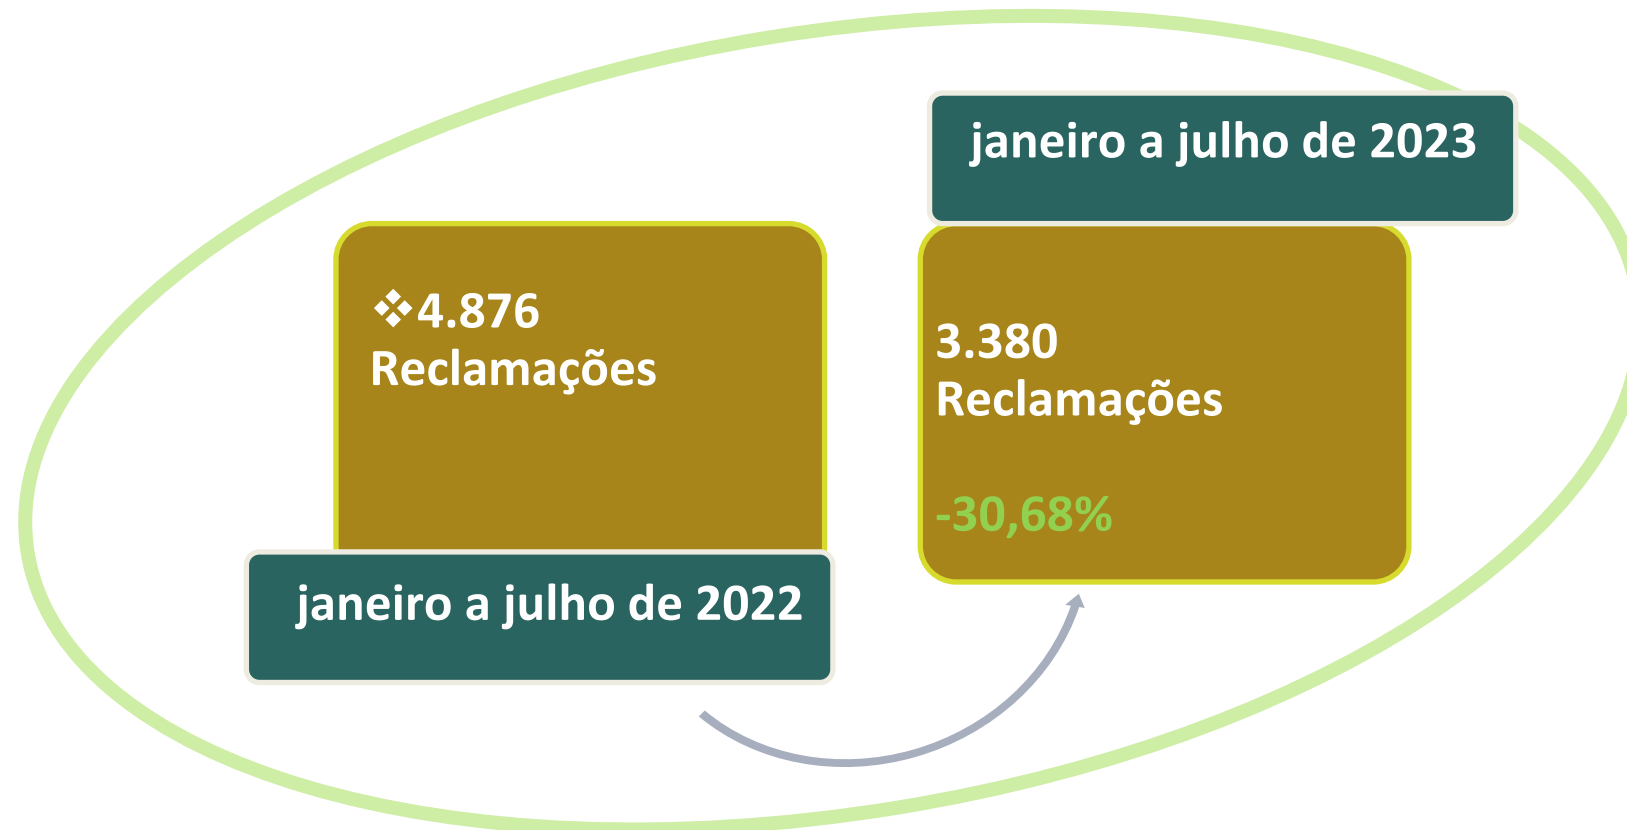 ❖4.876
Reclamações
janeiro a julho de 2022
janeiro a julho de 2023
3.380
Reclamações
-30,68%